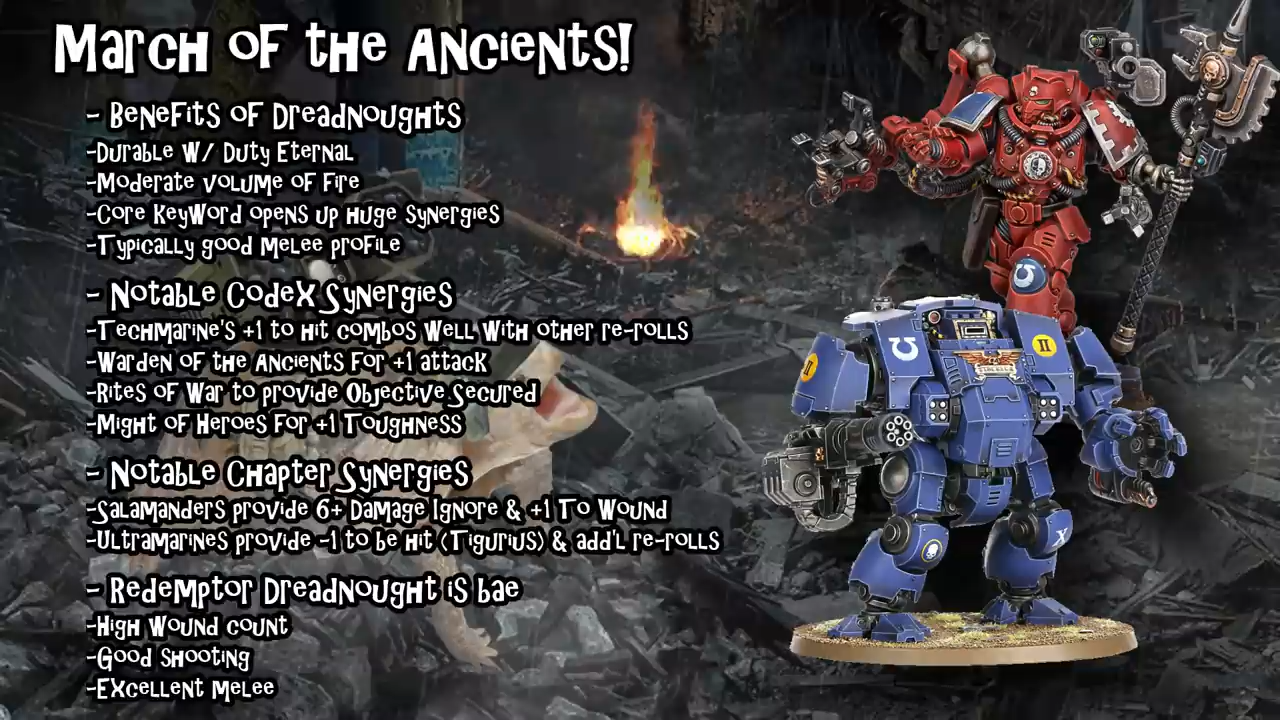 March of the Ancients!
- Benefits of Dreadnoughts
-Durable w/ Duty Eternal
-Moderate volume of fire
-Core Keyword opens up huge synergies
-Typically good melee profile
- Notable Codex Synergies
-Techmarine's +1 to hit combos well with other re-rolls
-Warden of the Ancients for +1 attack
-Rites of War to provide Objective Secured
-Might of Heroes for +1 Toughness
- Notable Chapter Synergies
-Salamanders provide 6+ Damage Ignore & +1 To Wound
-Ultramarines provide -1 to be hit (Tigurius) & add'l re-rolls
- Redemptor Dreadnought is bae
-High Wound count
-Good Shooting
-Excellent Melee
II
II
X